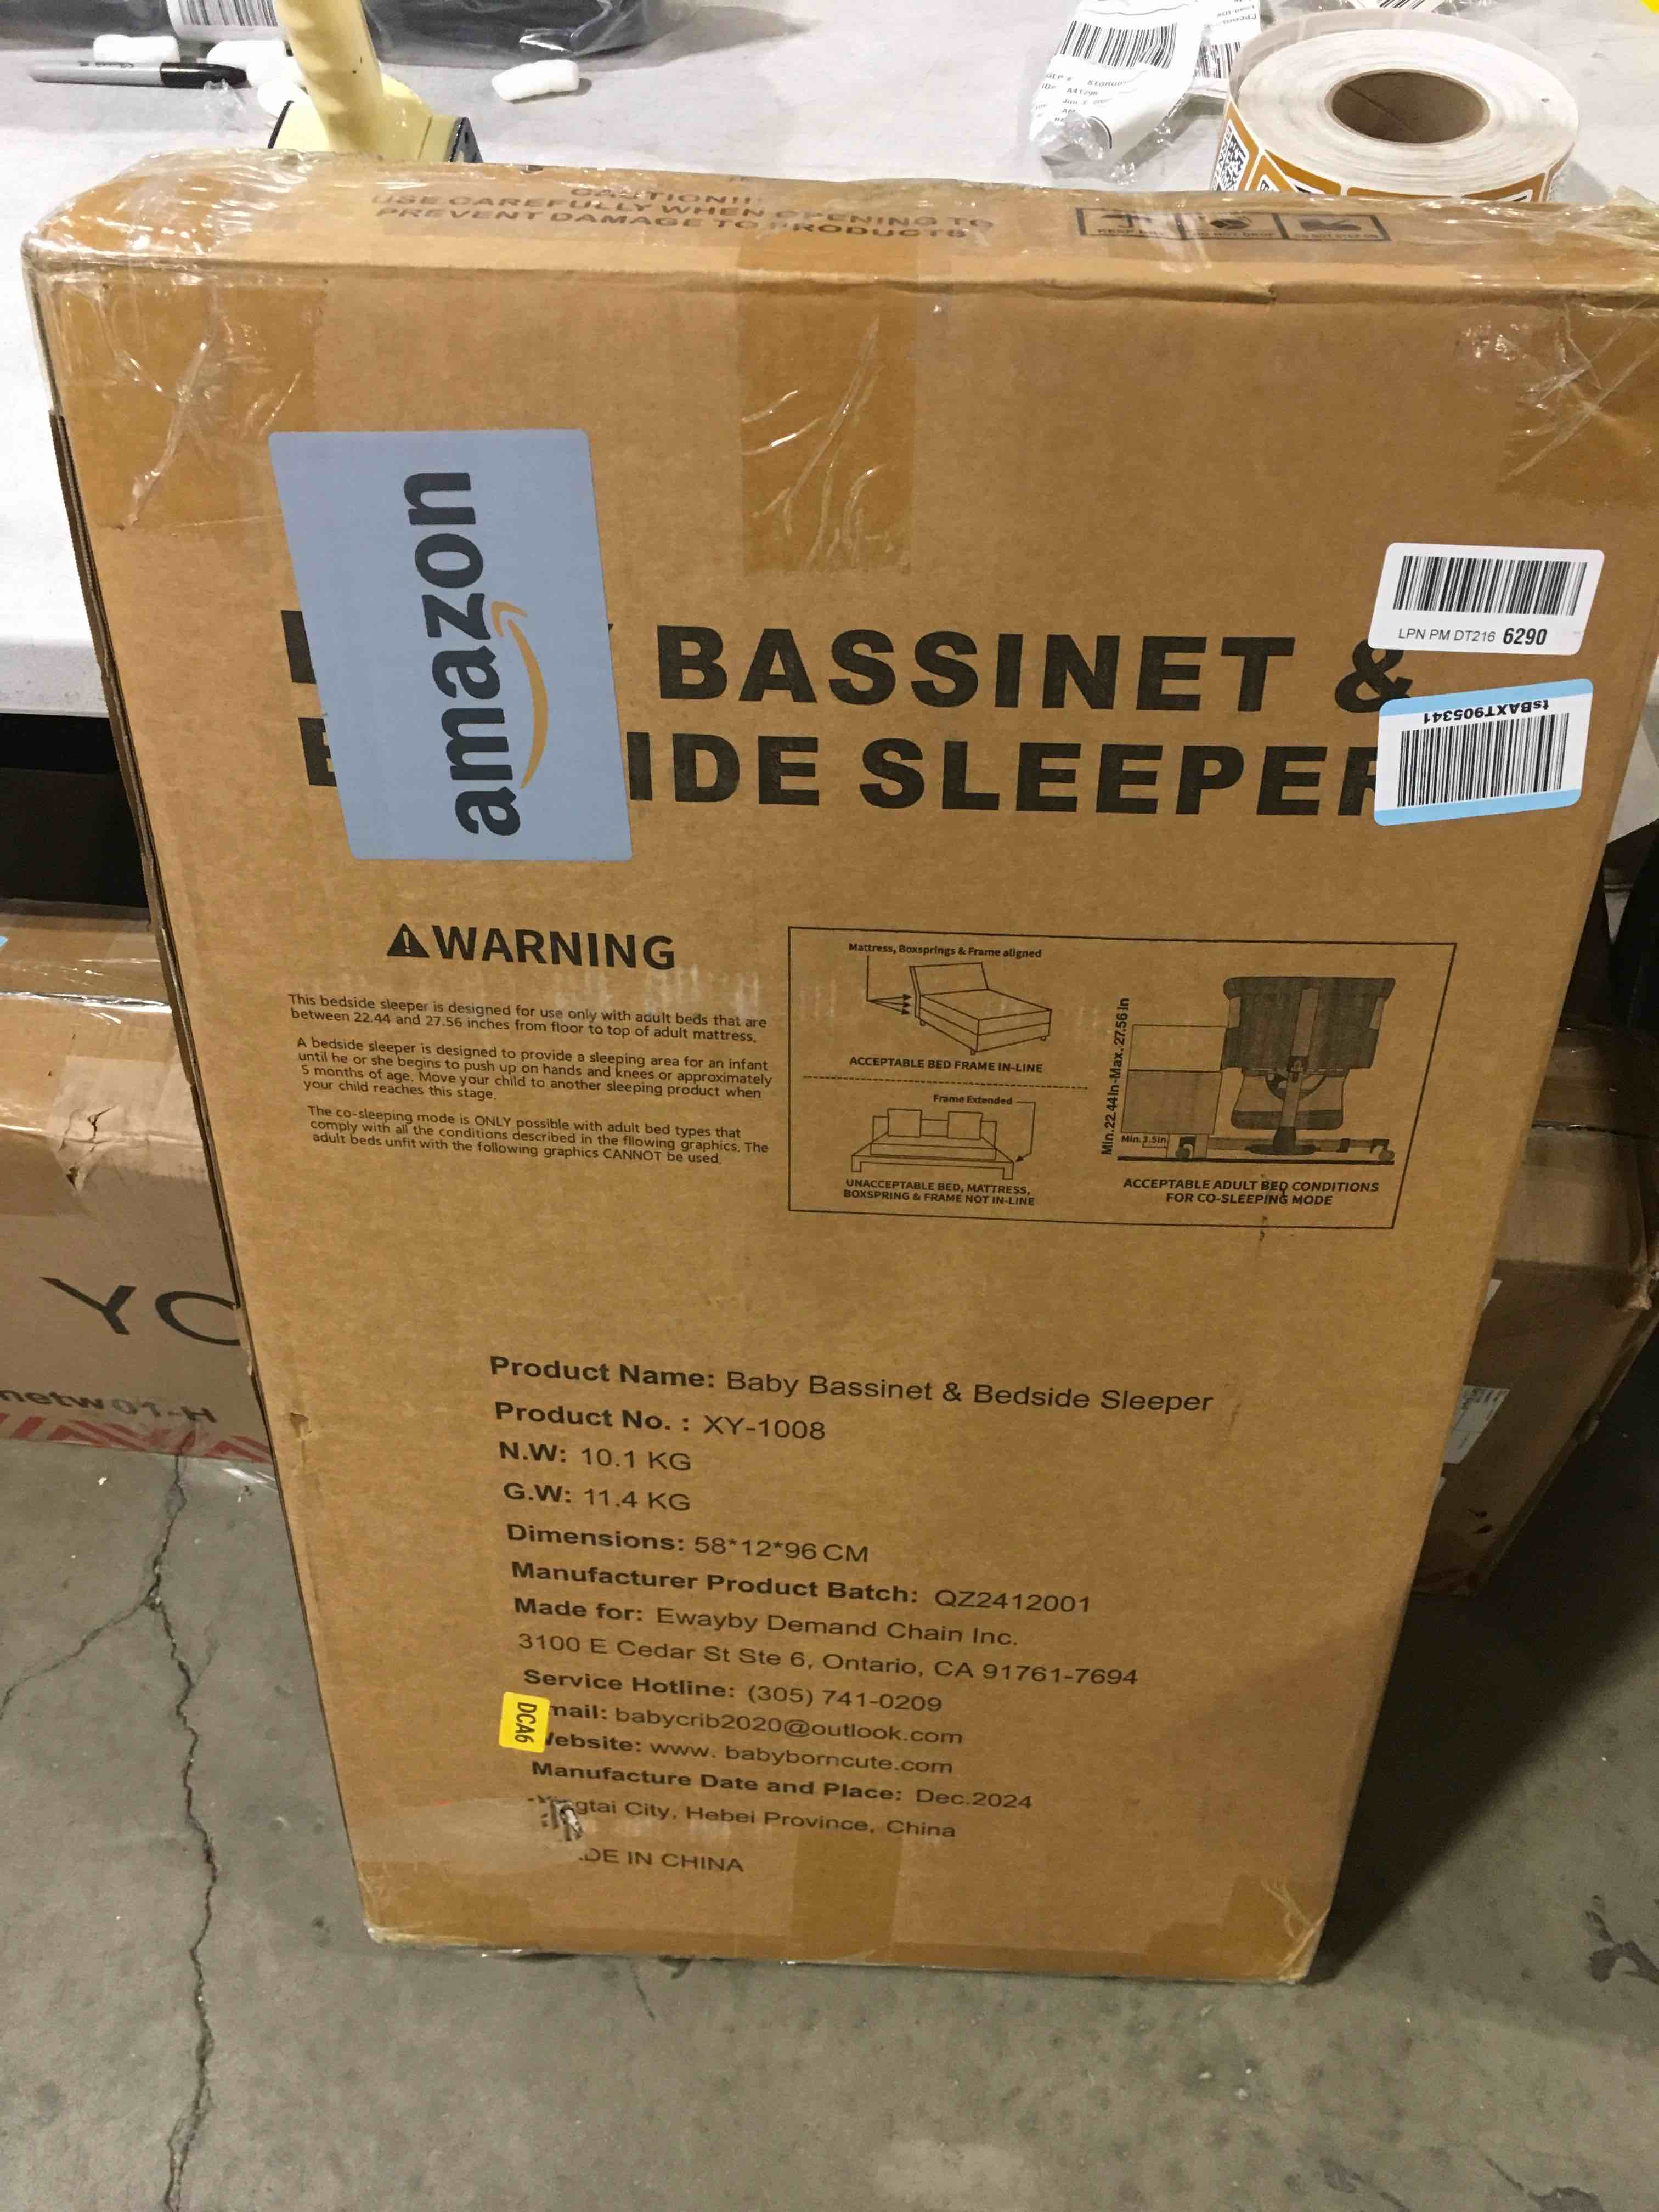 CAUTION!!!
USE CAREFULLY WHEN OPENING TO
PREVENT DAMAGE TO PRODUCTS
amazon
BASSINET &
IDE SLEEPER
LPN PM DT216 6290
tsBAXT905341
WARNING
This bedside sleeper is designed for use only with adult beds that are
between 22.44 and 27.56 inches from floor to top of adult mattress.
A bedside sleeper is designed to provide a sleeping area for an infant
until he or she begins to push up on hands and knees or approximately
5 months of age. Move your child to another sleeping product when
your child reaches this stage.
The co-sleeping mode is ONLY possible with adult bed types that
comply with all the conditions described in the fllowing graphics. The
adult beds unfit with the following graphics CANNOT be used.
Mattress, Boxsprings & Frame aligned
ACCEPTABLE BED FRAME IN-LINE
Frame Extended
UNACCEPTABLE BED, MATTRESS,
BOXSPRING & FRAME NOT IN-LINE
Min.22.44In-Max.27.56 In
Min.3.5In
ACCEPTABLE ADULT BED CONDITIONS
FOR CO-SLEEPING MODE
Product Name: Baby Bassinet & Bedside Sleeper
Product No. : XY-1008
N.W: 10.1 KG
G.W: 11.4 KG
Dimensions: 58*12*96 CM
Manufacturer Product Batch: QZ2412001
Made for: Ewayby Demand Chain Inc.
3100 E Cedar St Ste 6, Ontario, CA 91761-7694
Service Hotline: (305) 741-0209
mail: babycrib2020@outlook.com
ebsite: www. babyborncute.com
Manufacture Date and Place: Dec.2024
gtai City, Hebei Province, China
DE IN CHINA
DCA6
YO
netw01-H